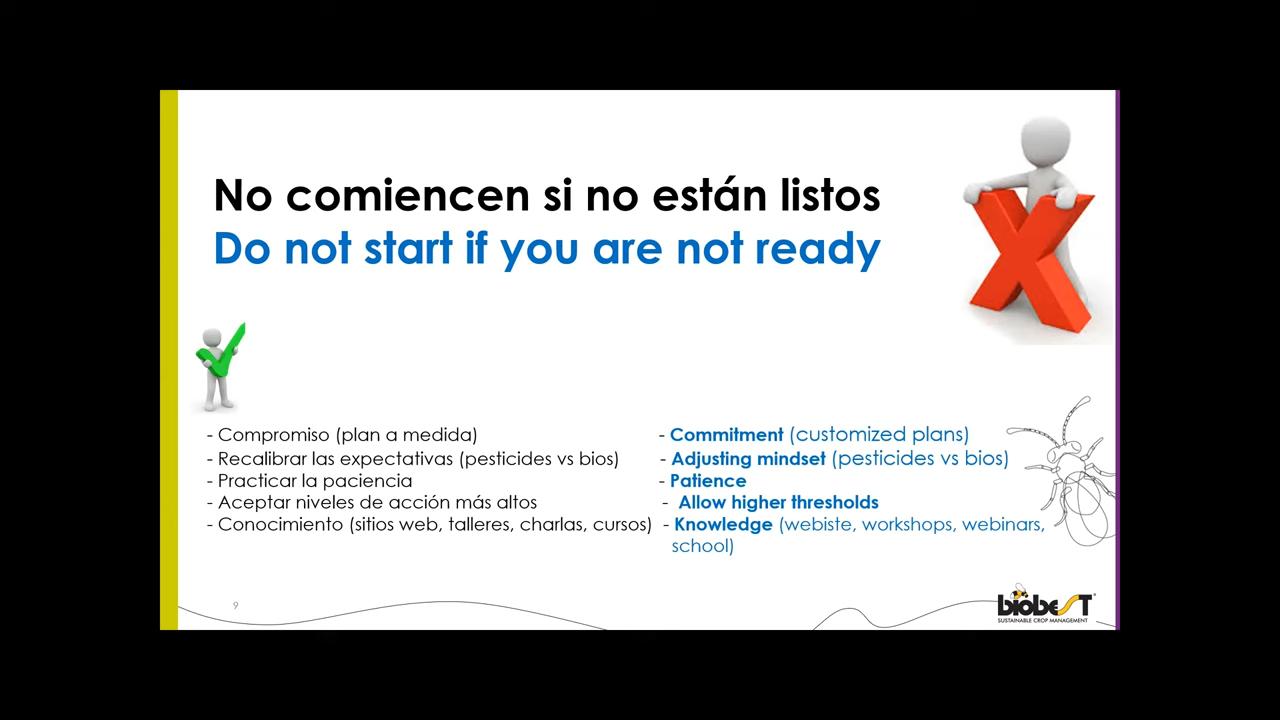 No comiencen si no están listos
Do not start if you are not ready
- Compromiso (plan a medida)
- Recalibrar las expectativas (pesticides vs bios)
- Practicar la paciencia
- Aceptar niveles de acción más altos
- Conocimiento (sitios web, talleres, charlas, cursos)
- Commitment (customized plans)
- Adjusting mindset (pesticides vs bios)
- Patience
- Allow higher thresholds
- Knowledge (webiste, workshops, webinars,
school)
9
biobesT
SUSTAINABLE CROP MANAGEMENT